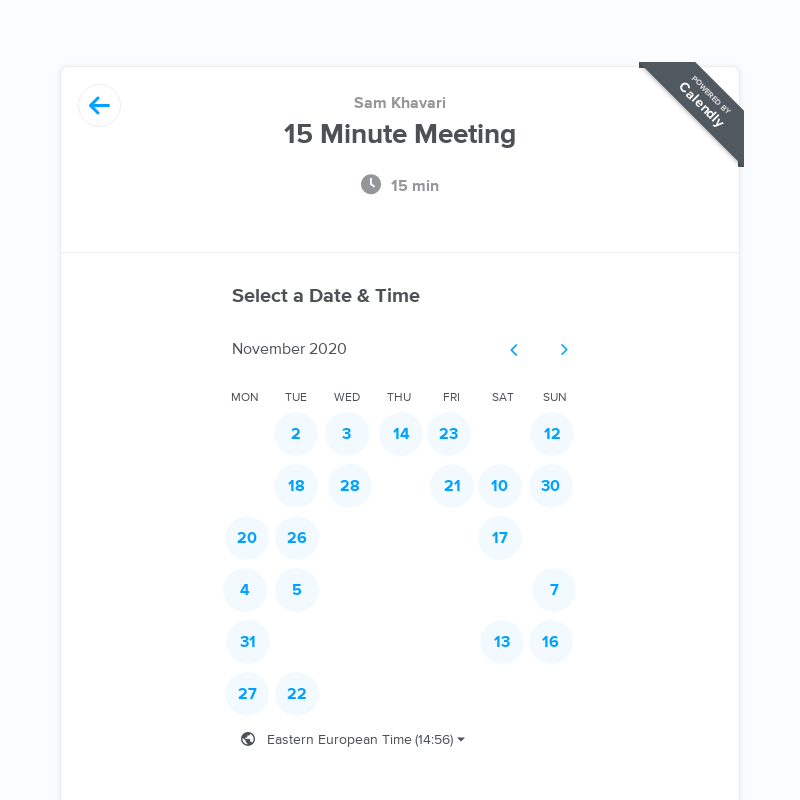 POWERED BY
Calendly
Sam Khavari
15 Minute Meeting
15 min
Select a Date & Time
November 2020
MON TUE WED THU FRI SAT SUN
2 3 14 23 12
18 28 21 10 30
20 26 17
4 5 7
31 13 16
27 22
Eastern European Time (14:56)